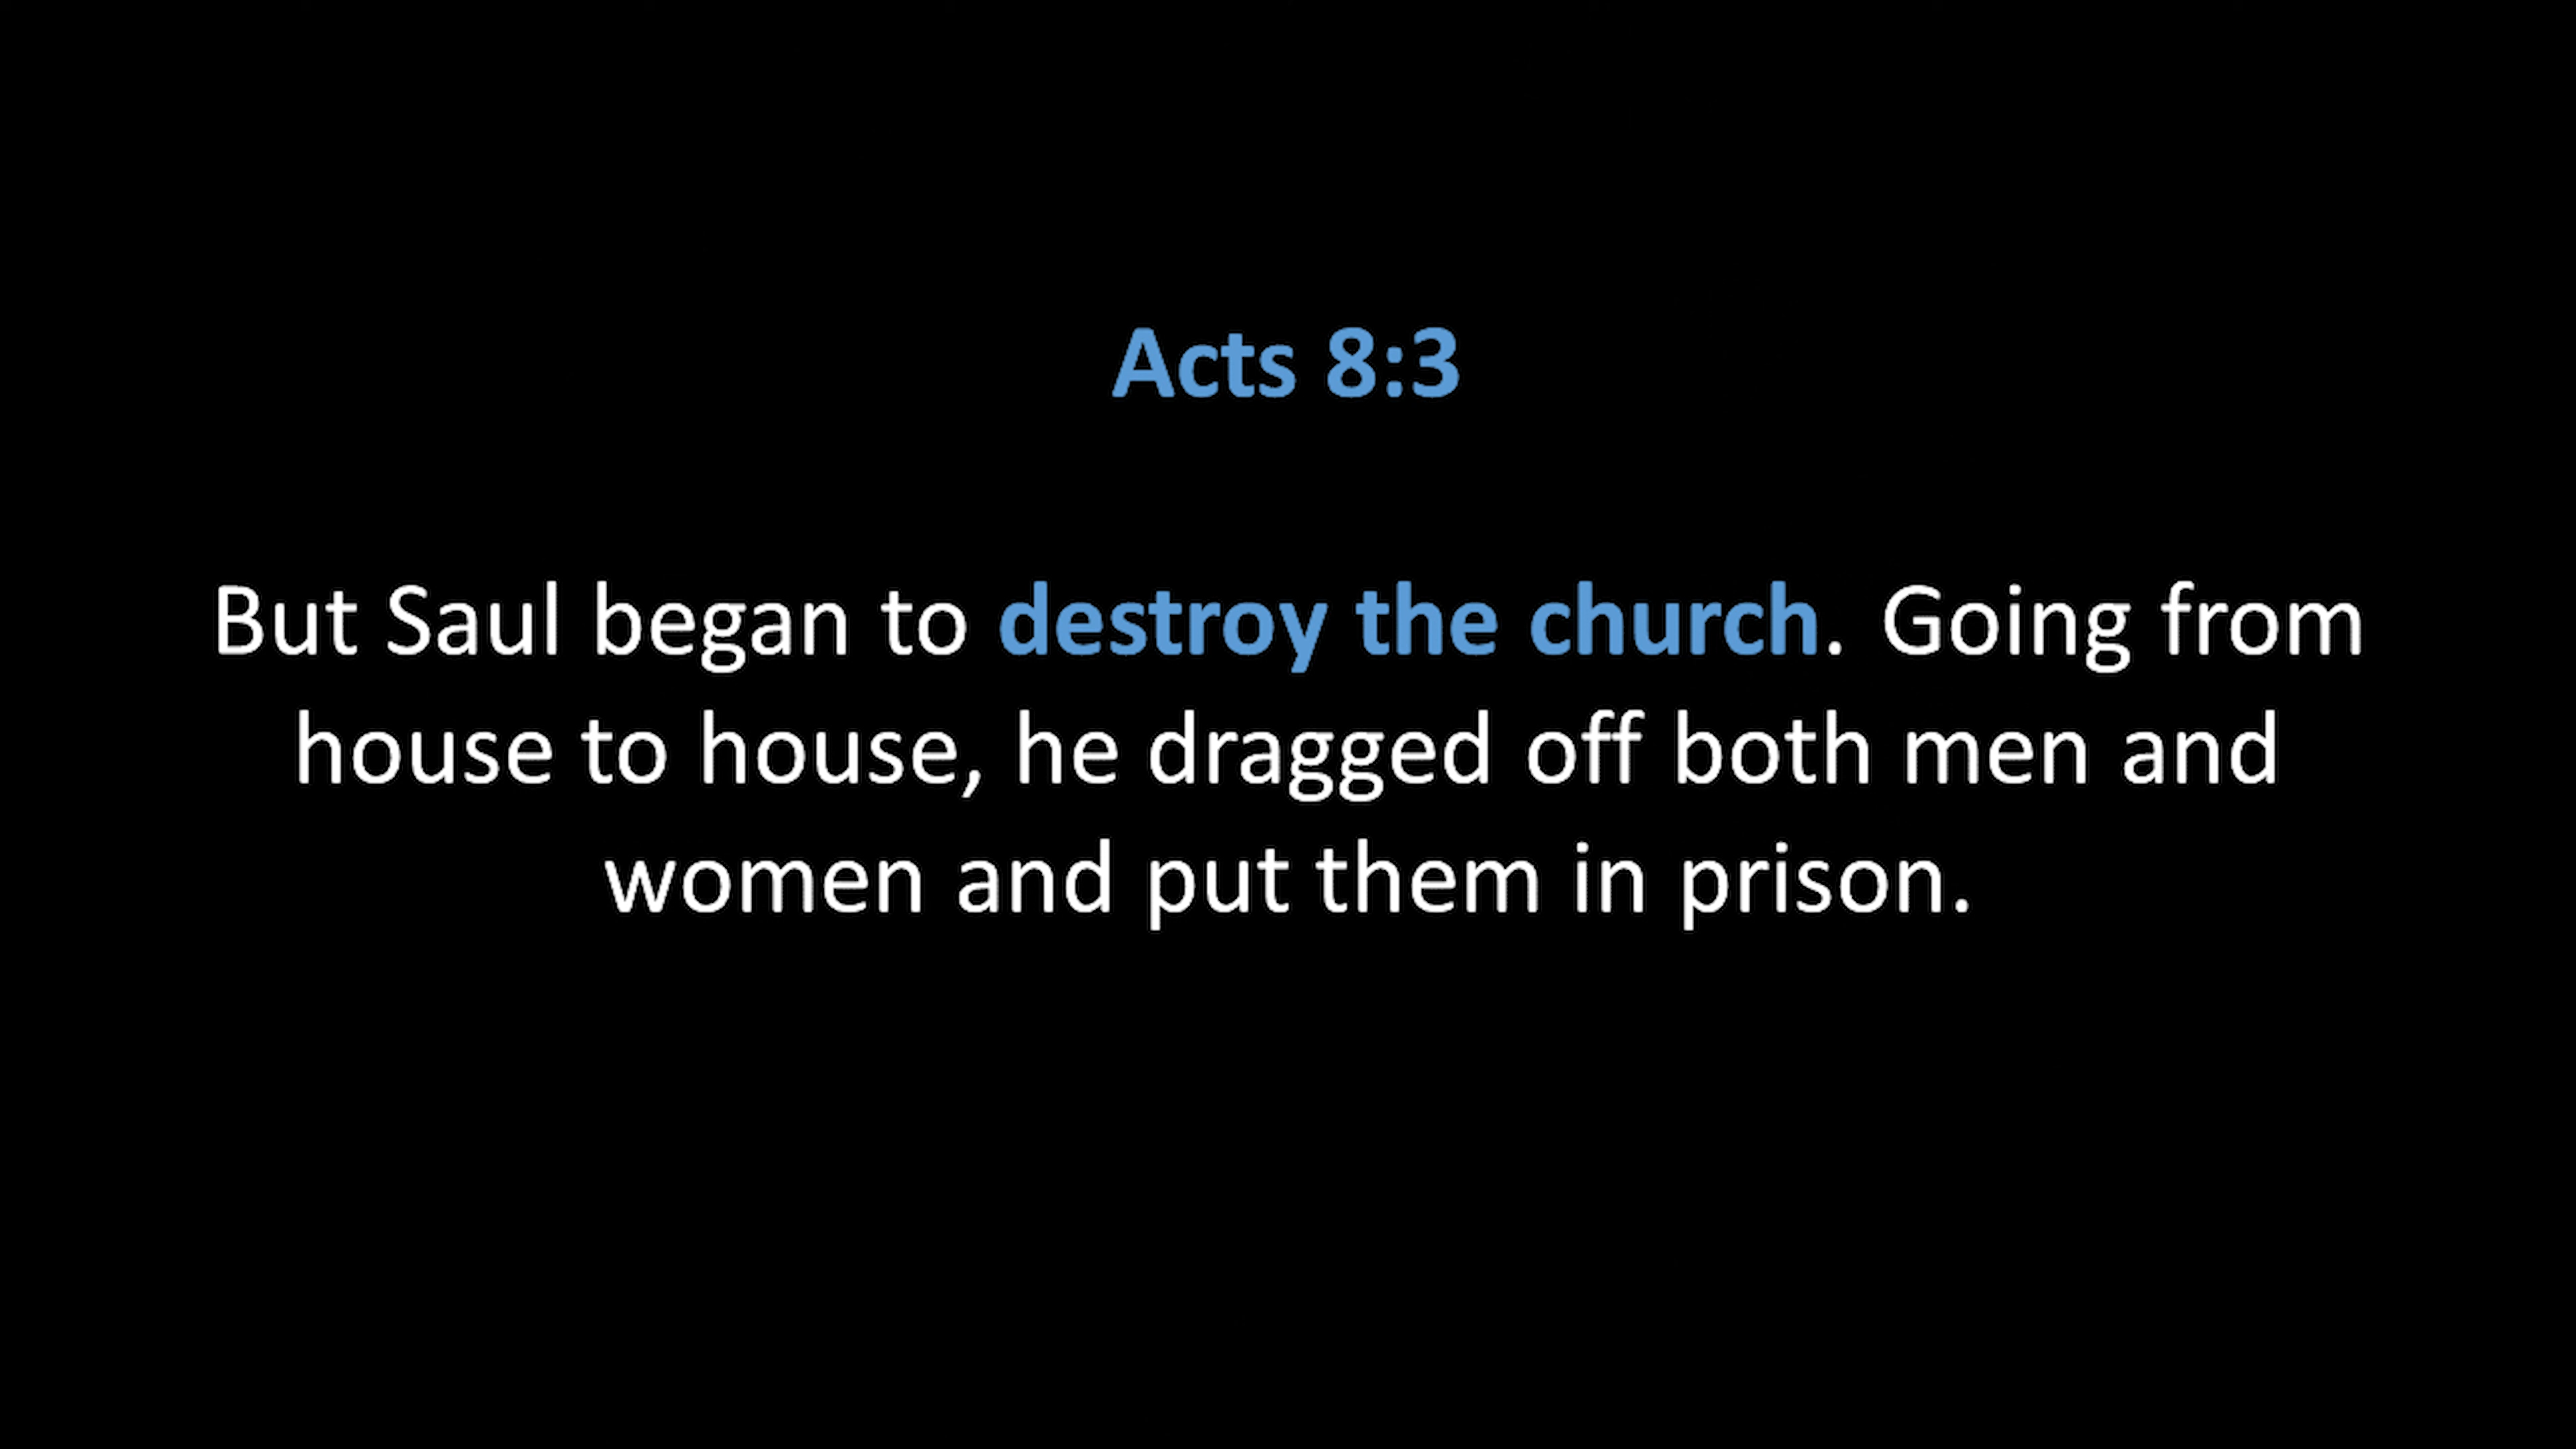 Acts 8:3
But Saul began to destroy the church. Going from
house to house, he dragged off both men and
women and put them in prison.